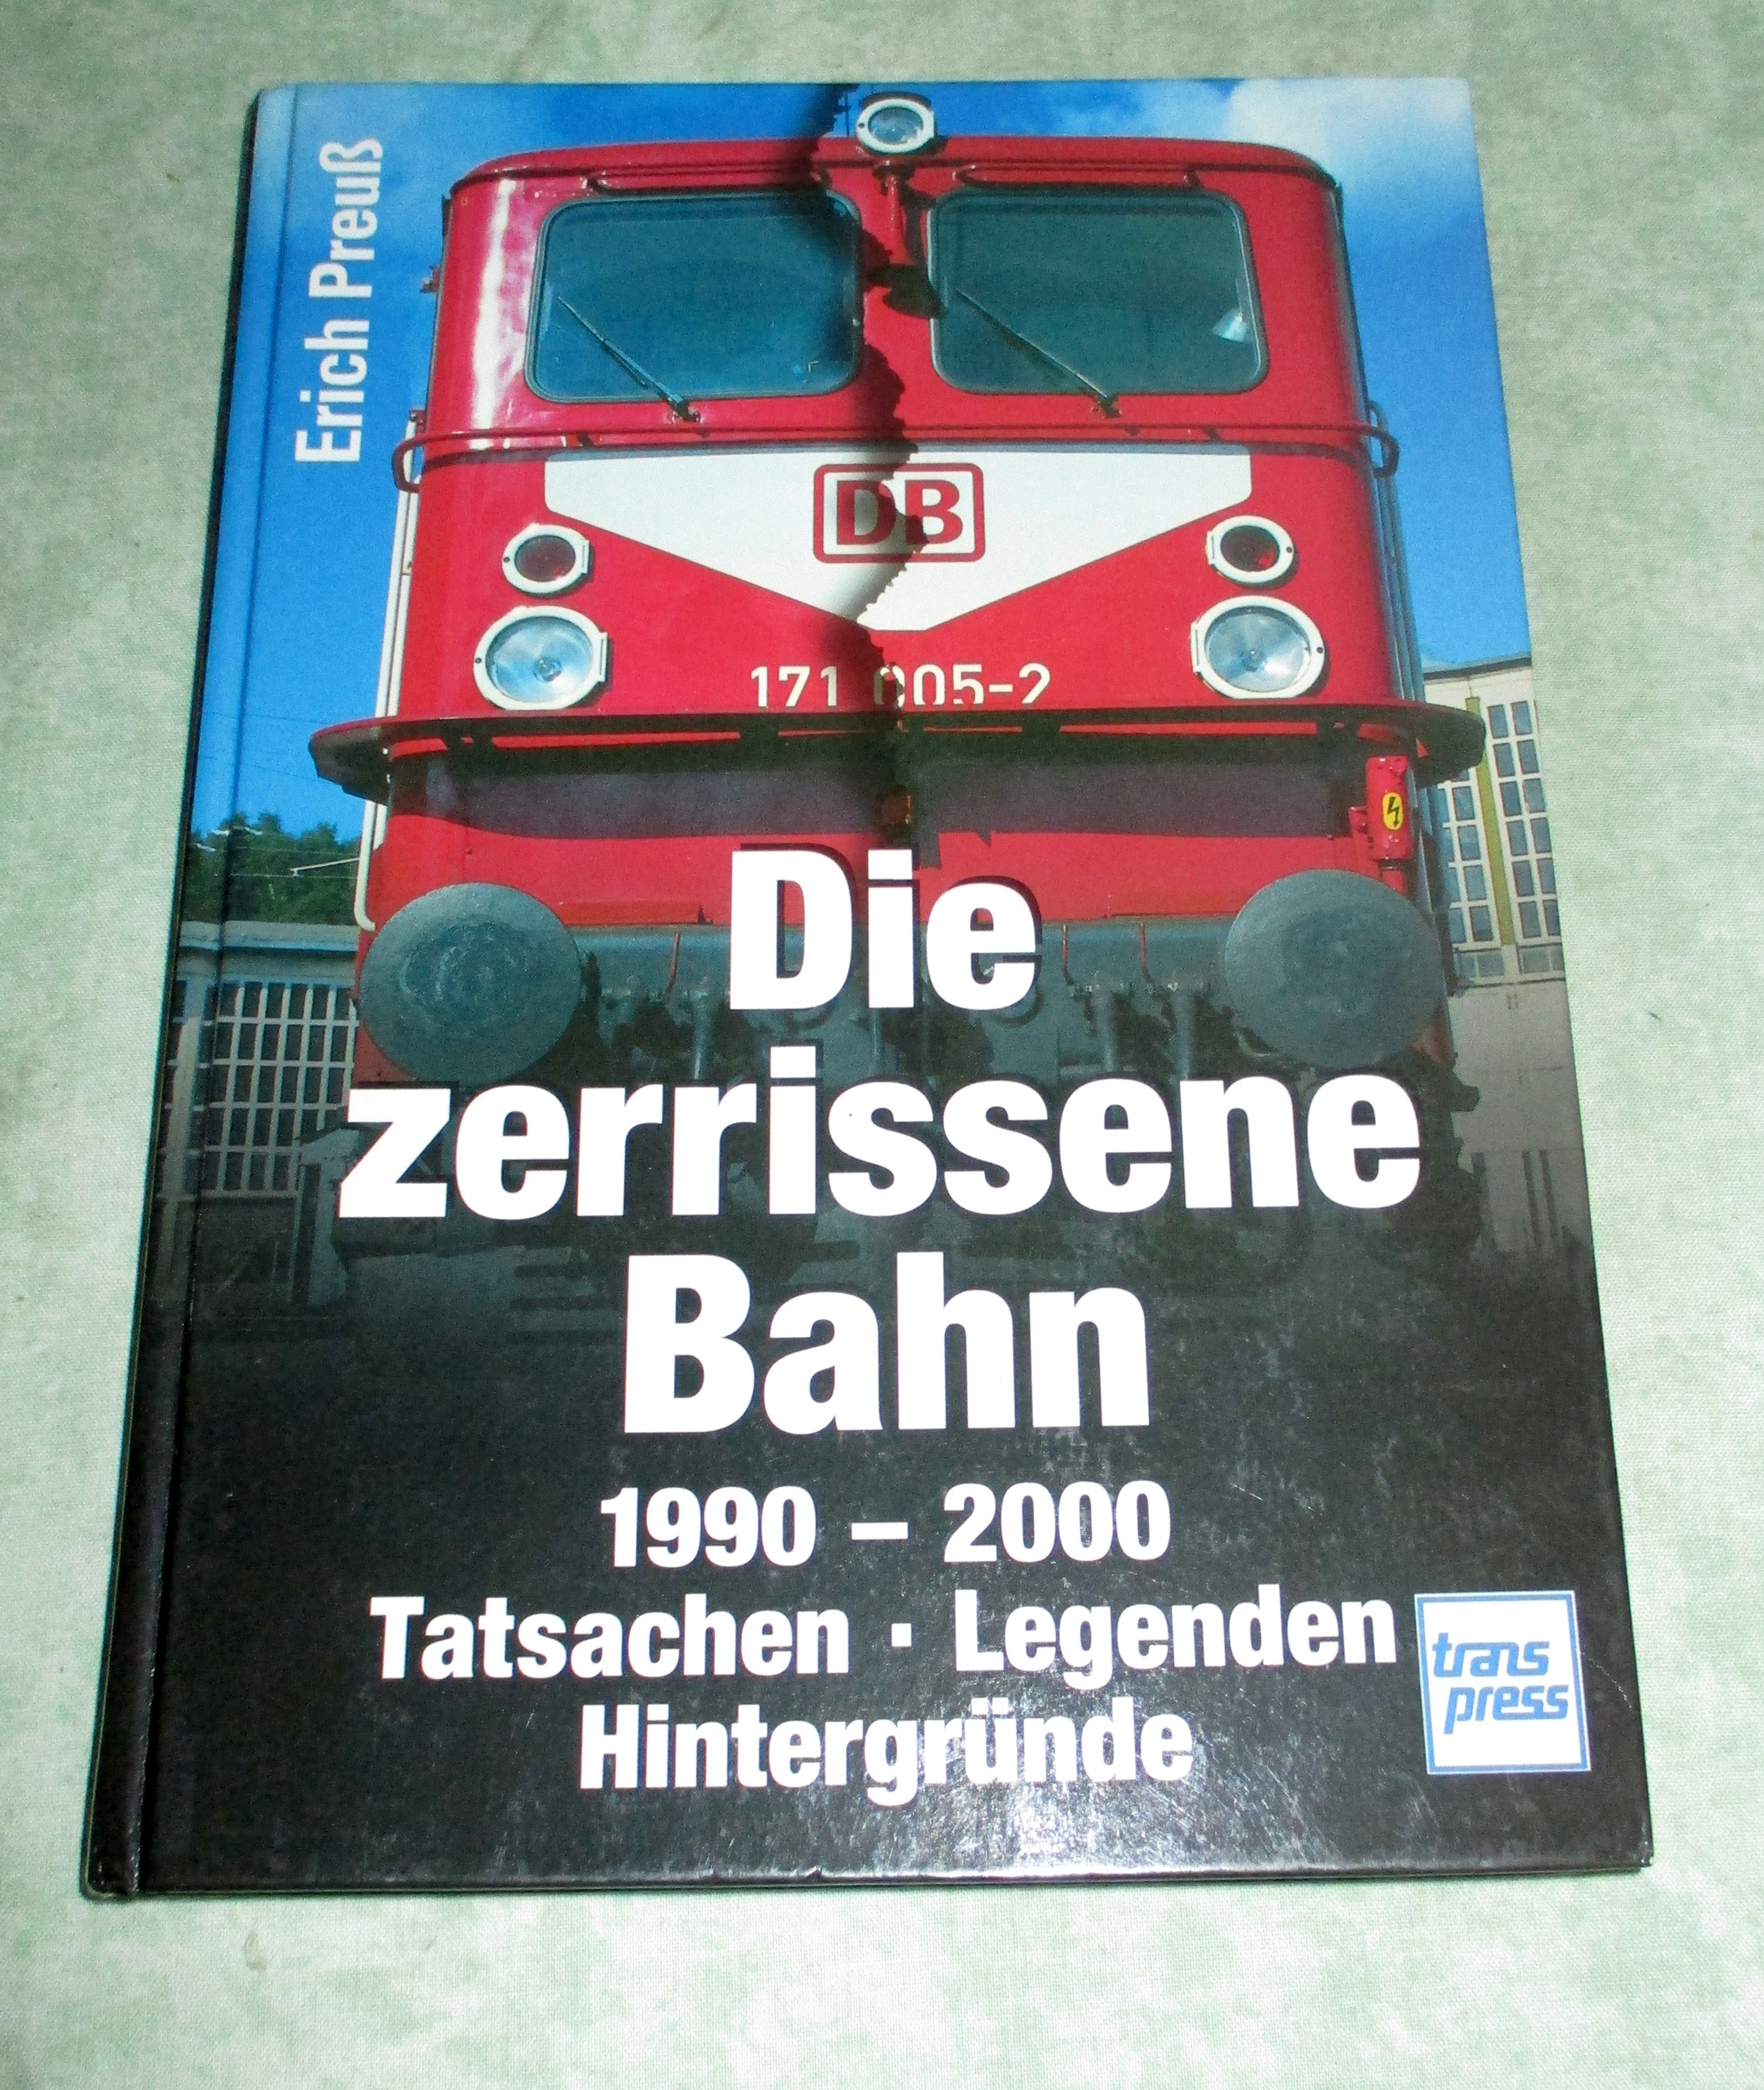 Erich Preuß
DB
171 005-2
Die
zerrissene
Bahn
1990 – 2000
Tatsachen · Legenden
Hintergründe
trans
press